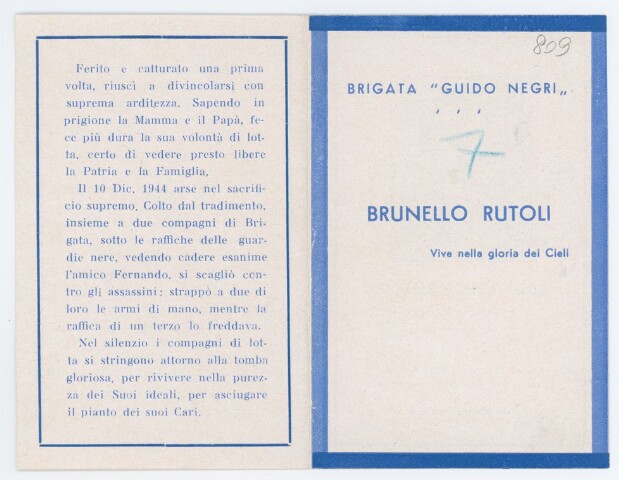 Ferito e catturato una prima
volta, riuscì a divincolarsi con
suprema arditezza. Sapendo in
prigione la Mamma e il Papà, fe-
ce più dura la sua volontà di lot-
ta, certo di vedere presto libere
la Patria e la Famiglia.
Il 10 Dic. 1944 arse nel sacrifi-
cio supremo. Colto dal tradimento,
insieme a due compagni di Bri-
gata, sotto le raffiche delle guar-
die nere, vedendo cadere esanime
l'amico Fernando, si scagliò con-
tro gli assassini: strappò a due di
loro le armi di mano, mentre la
raffica di un terzo lo freddava.
Nel silenzio i compagni di lot-
ta si stringono attorno alla tomba
gloriosa, per rivivere nella purez-
za dei Suoi ideali, per asciugare
il pianto dei suoi Cari.
809
BRIGATA "GUIDO NEGRI„
, , ,
7
BRUNELLO RUTOLI
Vive nella gloria dei Cieli